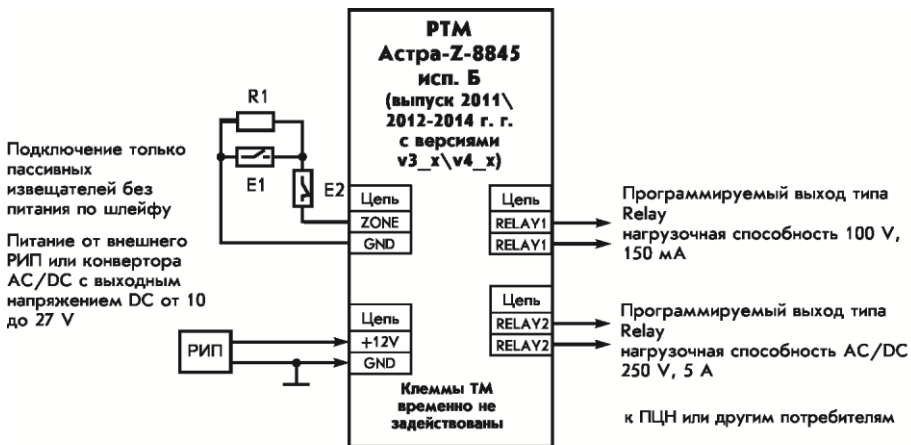 РТМ
Астра-Z-8845
исп. Б
(выпуск 2011\
2012-2014 г. г.
с версиями
v3_x\v4_x)
R1
E1
E2
Подключение только
пассивных
извещателей без
питания по шлейфу
Питание от внешнего
РИП или конвертора
AC/DC с выходным
напряжением DC от 10
до 27 V
Цепь
ZONE
GND
РИП
Цепь
+12V
GND
Цепь
RELAY1
RELAY1
Программируемый выход типа
Relay
нагрузочная способность 100 V,
150 мА
Цепь
RELAY2
RELAY2
Программируемый выход типа
Relay
нагрузочная способность AC/DC
250 V, 5 A
Клеммы ТМ
временно не
задействованы
к ПЦН или другим потребителям